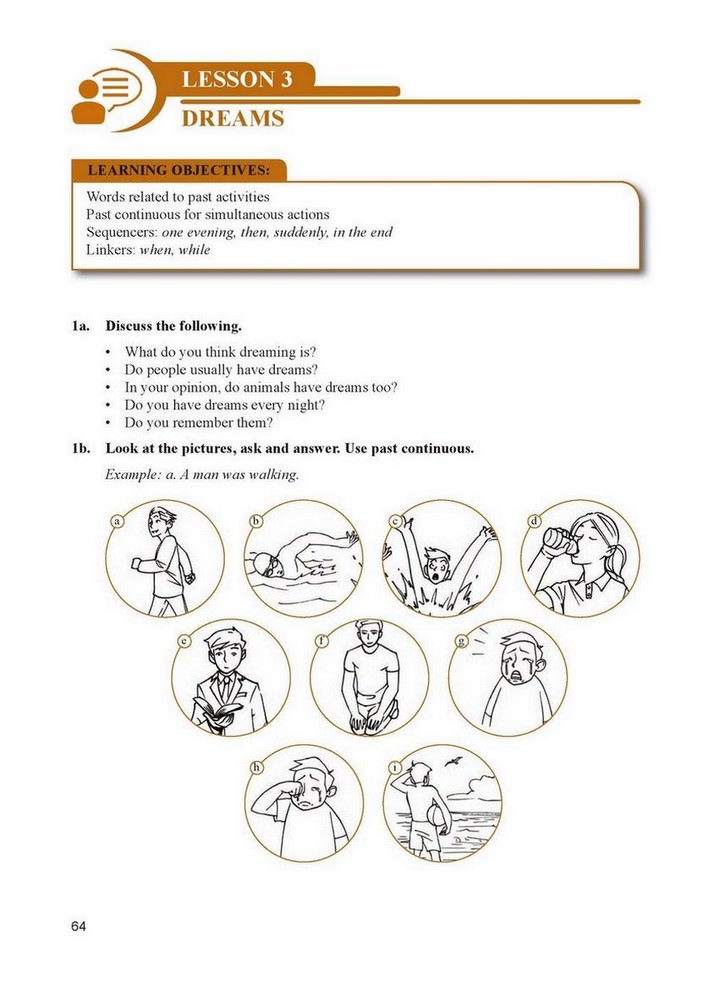 LESSON 3
DREAMS
LEARNING OBJECTIVES:
Words related to past activities
Past continuous for simultaneous actions
Sequencers: one evening, then, suddenly, in the end
Linkers: when, while
1a. Discuss the following.
• What do you think dreaming is?
• Do people usually have dreams?
• In your opinion, do animals have dreams too?
• Do you have dreams every night?
• Do you remember them?
1b. Look at the pictures, ask and answer. Use past continuous.
Example: a. A man was walking.
a
b
c
d
e
f
g
h
i
64